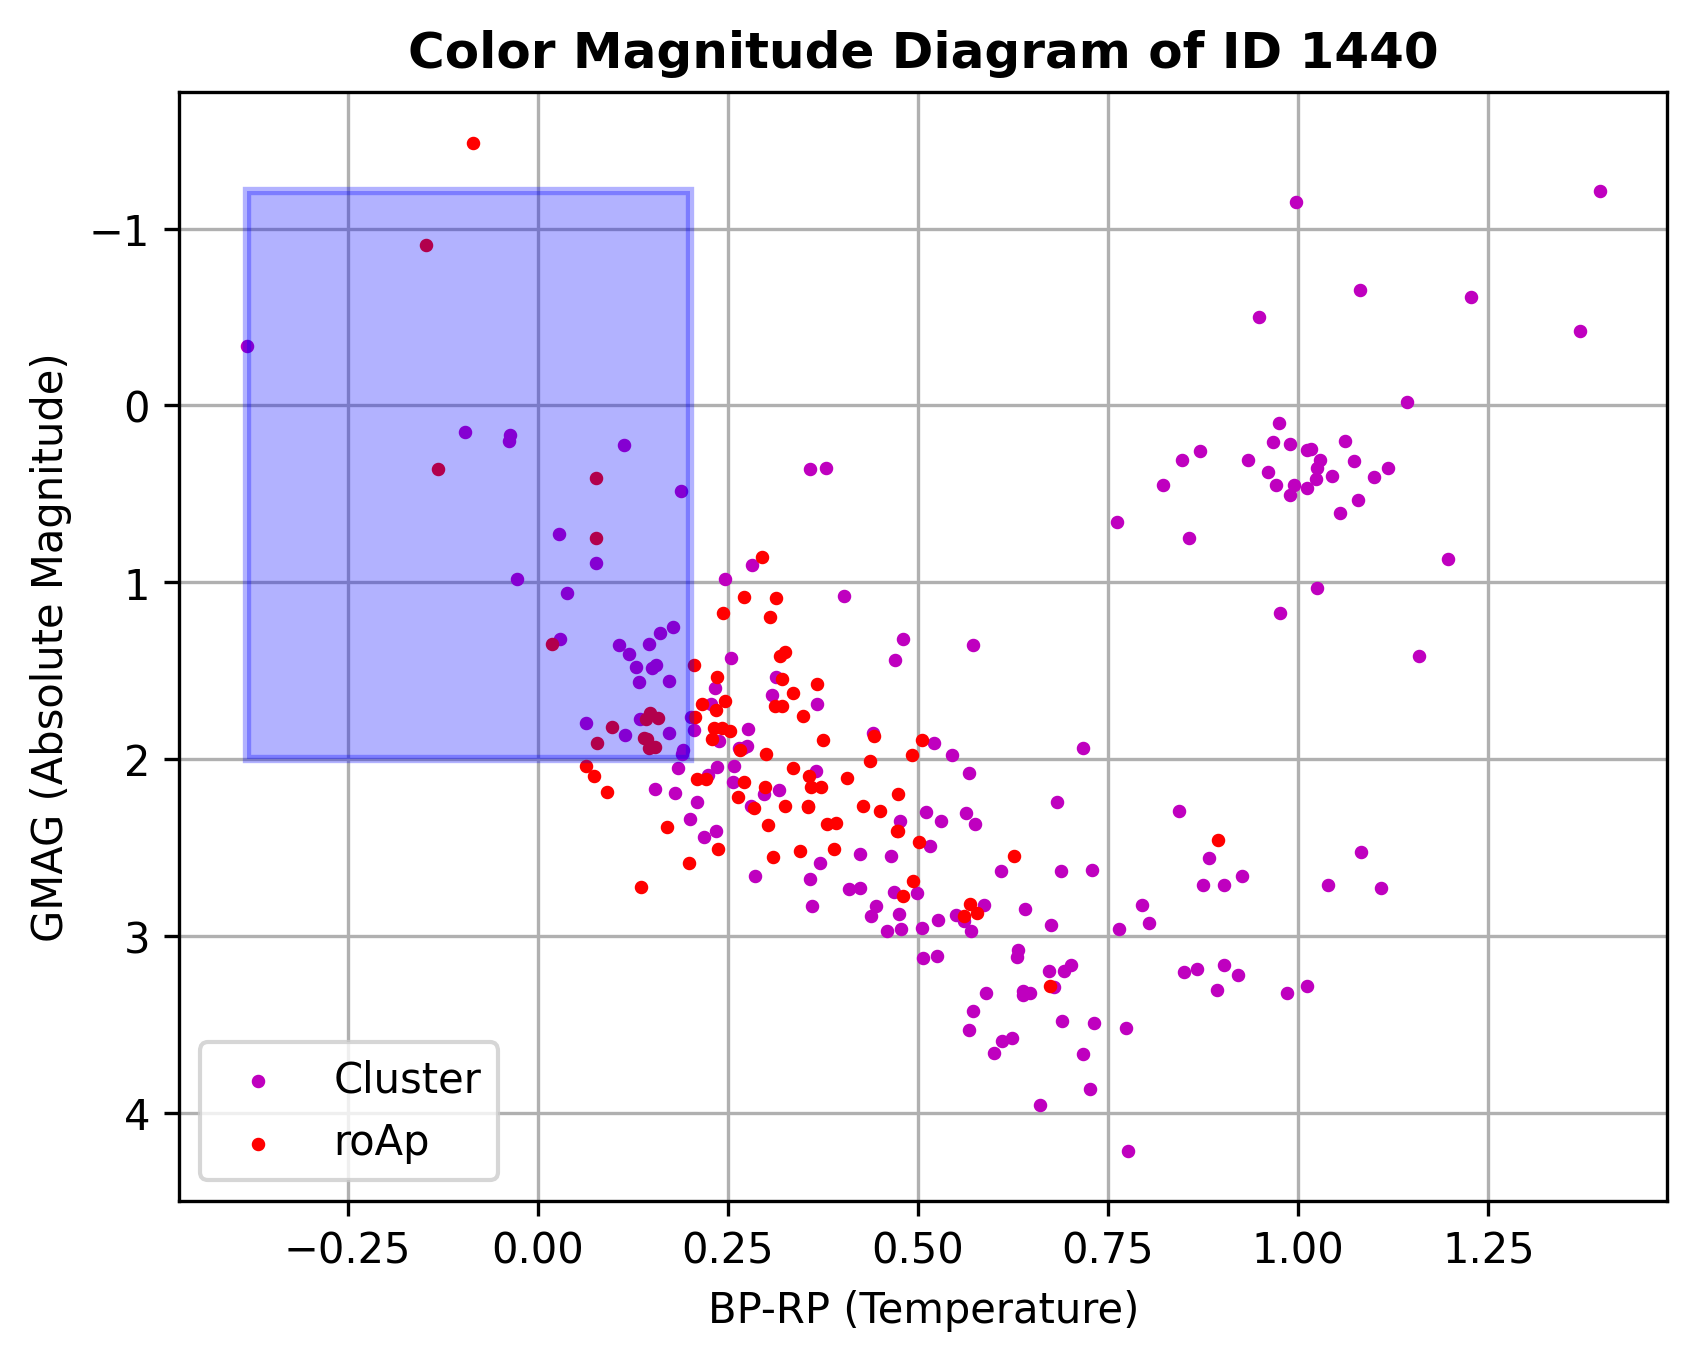 Color Magnitude Diagram of ID 1440
−1
0
1
2
3
4
GMAG (Absolute Magnitude)
Cluster
roAp
−0.25 0.00 0.25 0.50 0.75 1.00 1.25
BP-RP (Temperature)